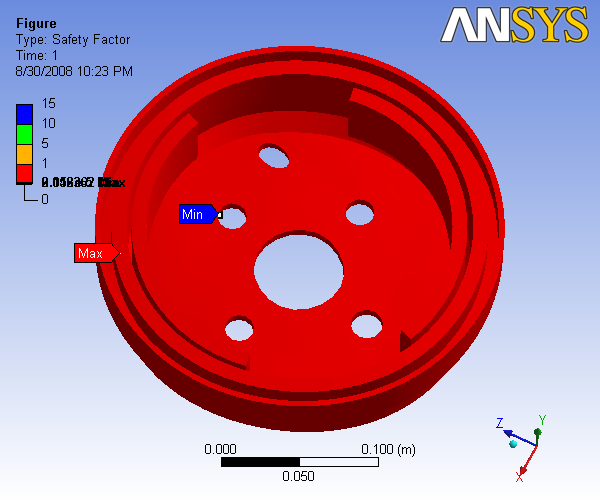 Figure
Type: Safety Factor
Time: 1
8/30/2008 10:23 PM
ANSYS
15
10
5
1
0
Min
Max
0.000
0.100 (m)
0.050
Z
Y
X